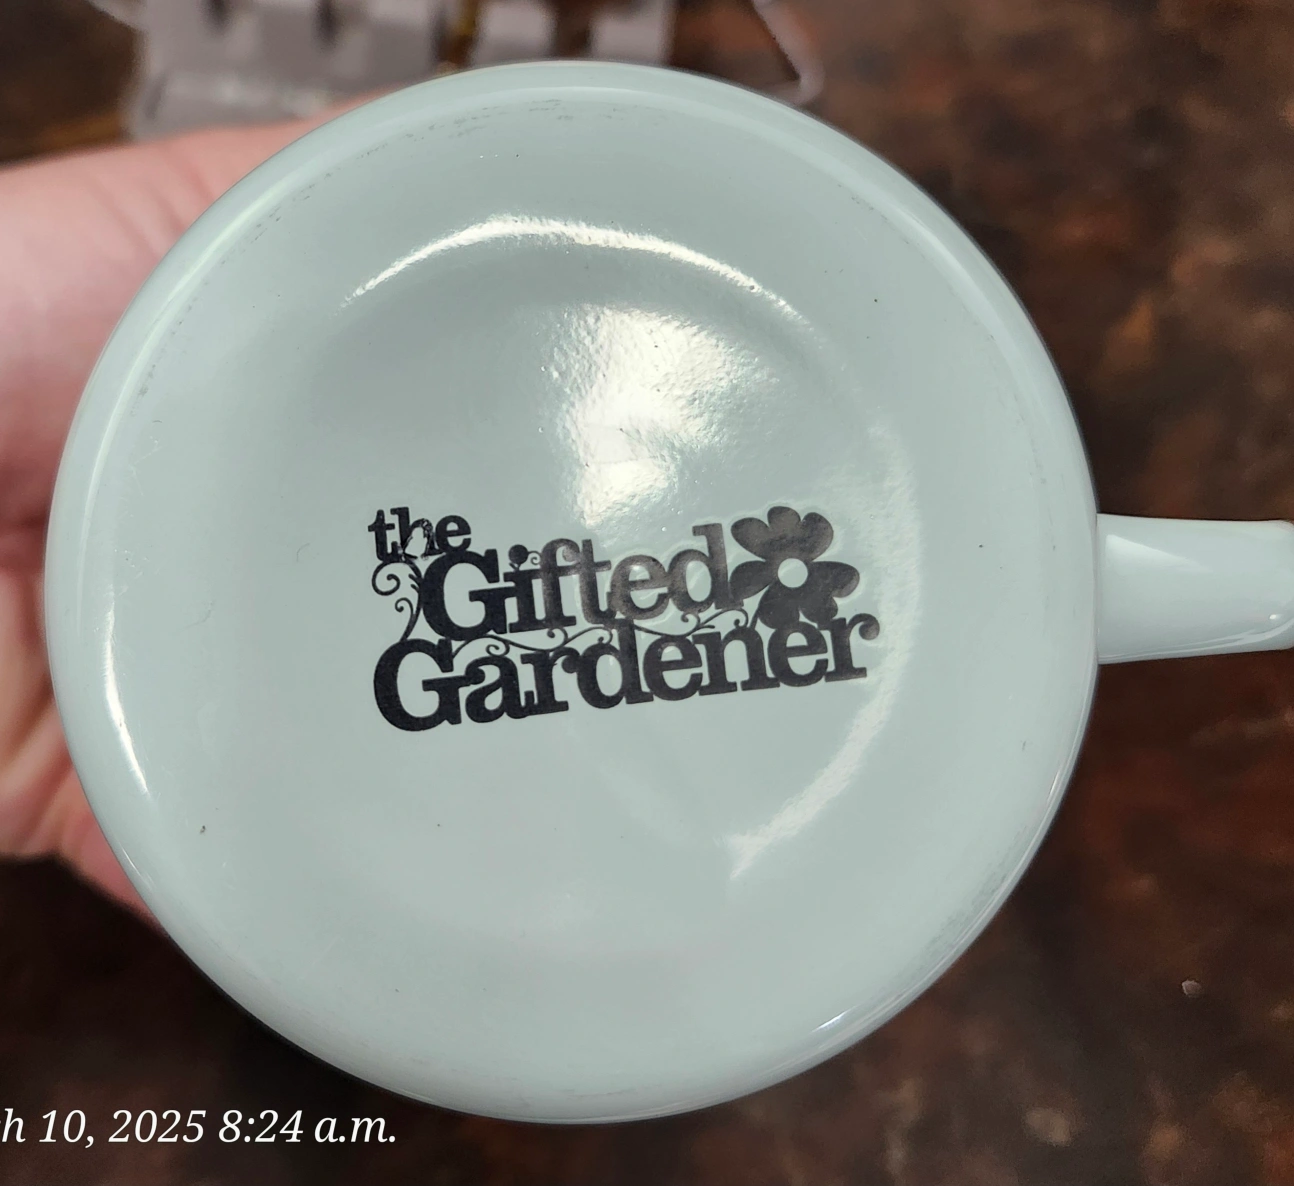 the
Gifted
Gardener
h 10, 2025 8:24 a.m.